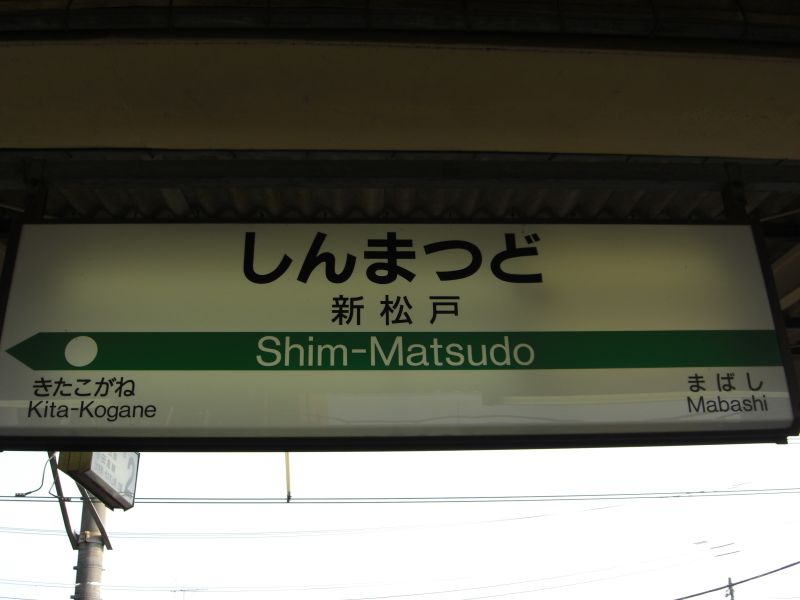 しんまつど
新松戸
Shim-Matsudo
きたこがね
Kita-Kogane
まばし
Mabashi
2